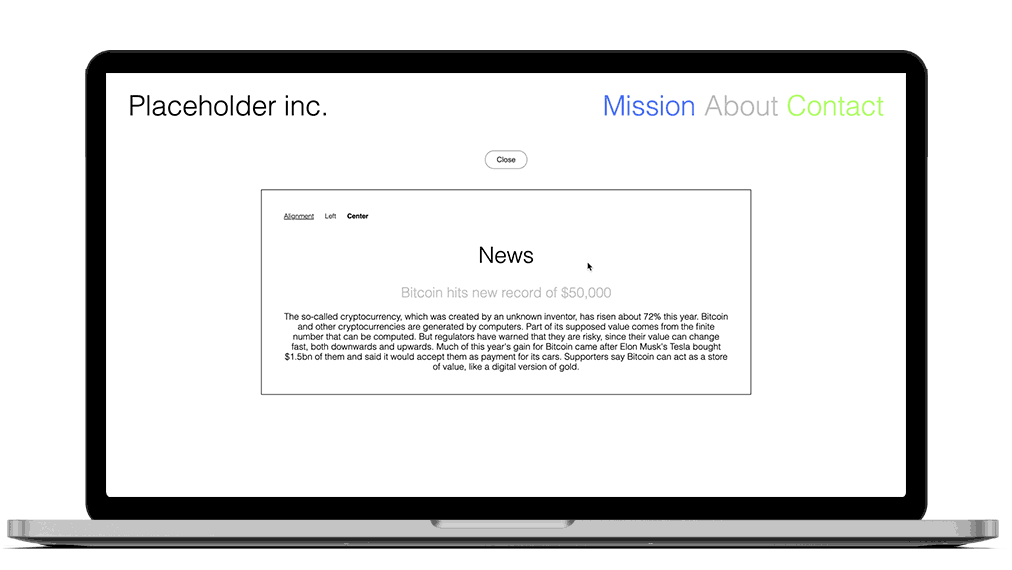 Placeholder inc.
Mission About Contact
Close
Alignment Left Center
News
Bitcoin hits new record of $50,000
The so-called cryptocurrency, which was created by an unknown inventor, has risen about 72% this year. Bitcoin
and other cryptocurrencies are generated by computers. Part of its supposed value comes from the finite
number that can be computed. But regulators have warned that they are risky, since their value can change
fast, both downwards and upwards. Much of this year's gain for Bitcoin came after Elon Musk's Tesla bought
$1.5bn of them and said it would accept them as payment for its cars. Supporters say Bitcoin can act as a store
of value, like a digital version of gold.